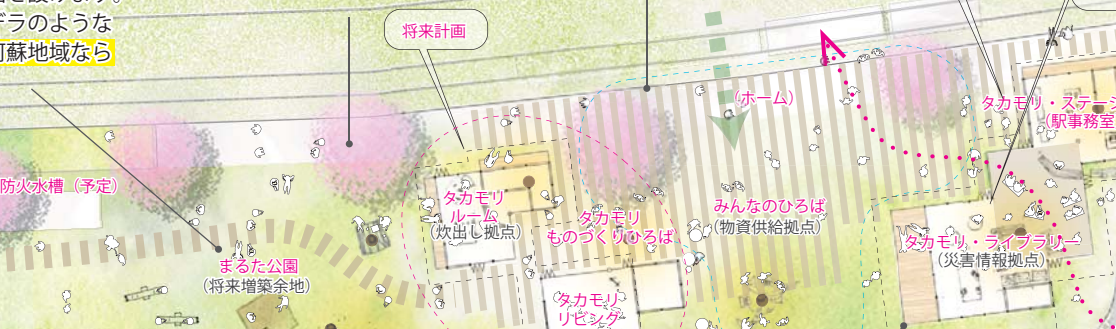 デラのような
阿蘇地域なら
将来計画
(ホーム)
タカモリ・ステーシ
(駅事務室
防火水槽(予定)
タカモリ
ルーム
(炊出し拠点)
タカモリ
ものづくりひろば
みんなのひろば
(物資供給拠点)
タカモリ・ライブラリー
(災害情報拠点)
まるた公園
(将来増築余地)
タカモリ
リビング